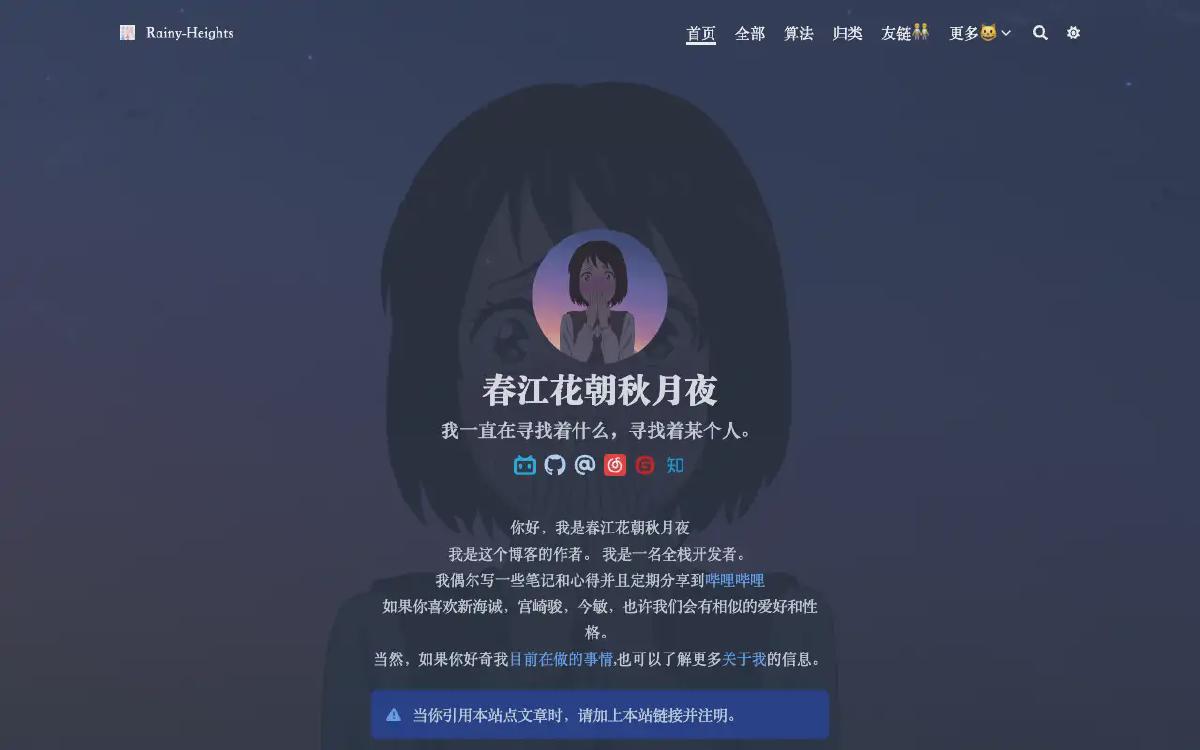 Rainy-Heights
首页 全部 算法 归类 友链 更多
春江花朝秋月夜
我一直在寻找着什么，寻找着某个人。
知
你好，我是春江花朝秋月夜
我是这个博客的作者。 我是一名全栈开发者。
我偶尔写一些笔记和心得并且定期分享到哔哩哔哩
如果你喜欢新海诚，宫崎骏，今敏，也许我们会有相似的爱好和性
格。
当然，如果你好奇我目前在做的事情,也可以了解更多关于我的信息。
当你引用本站点文章时，请加上本站链接并注明。